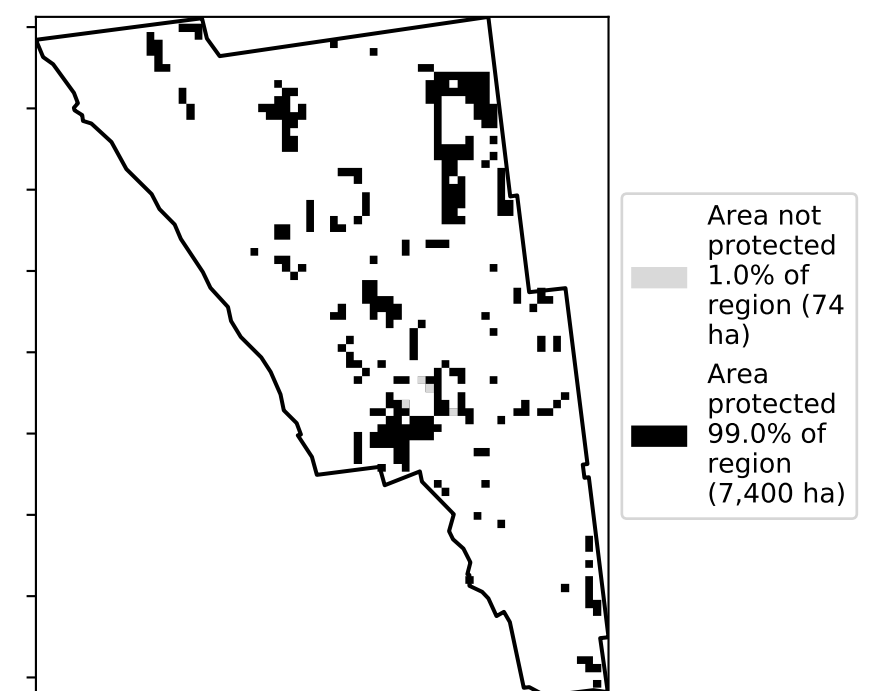 Area not
protected
1.0% of
region (74
ha)
Area
protected
99.0% of
region
(7,400 ha)